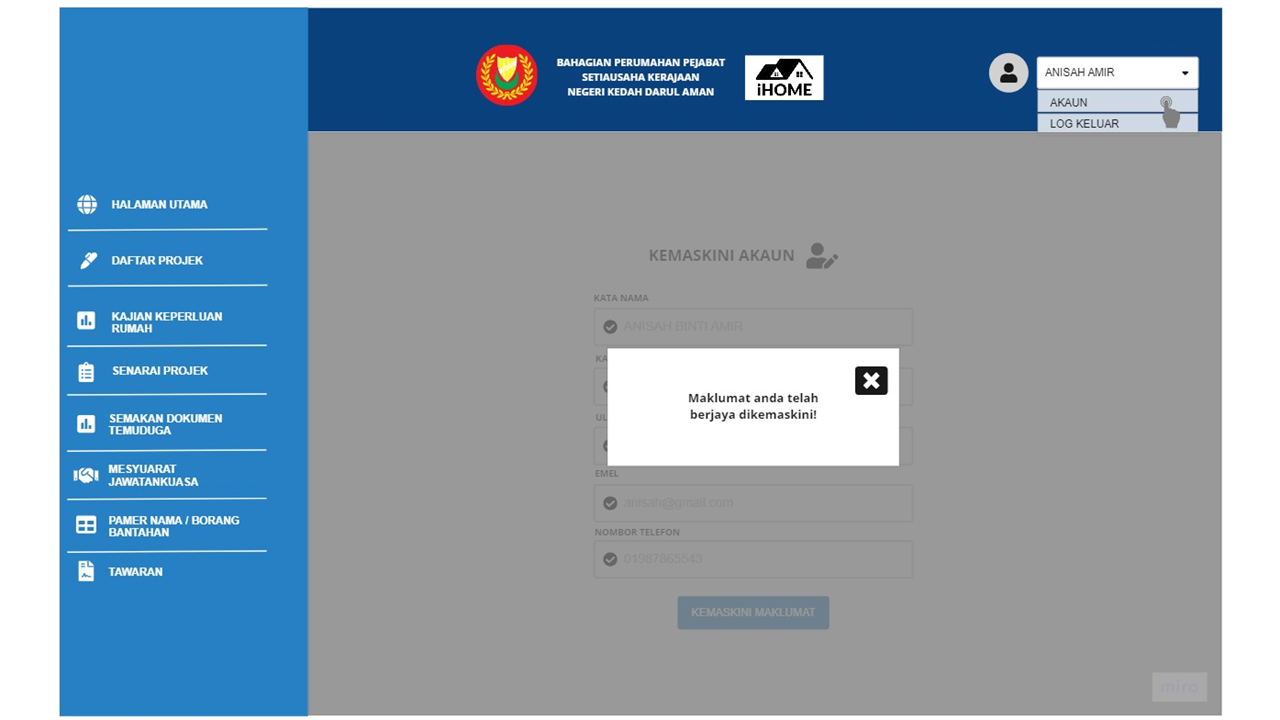 BAHAGIAN PERUMAHAN PEJABAT
SETIAUSAHA KERAJAAN
NEGERI KEDAH DARUL AMAN
iHOME
ANISAH AMIR
AKAUN
LOG KELUAR
HALAMAN UTAMA
DAFTAR PROJEK
KAJIAN KEPERLUAN
RUMAH
SENARAI PROJEK
SEMAKAN DOKUMEN
TEMUDUGA
MESYUARAT
JAWATANKUASA
PAMER NAMA / BORANG
BANTAHAN
TAWARAN
KEMASKINI AKAUN
KATA NAMA
ANISAH BINTI AMIR
KA
Maklumat anda telah
berjaya dikemaskini!
UL
EMEL
anisah@gmail.com
NOMBOR TELEFON
01987865543
KEMASKINI MAKLUMAT
miro